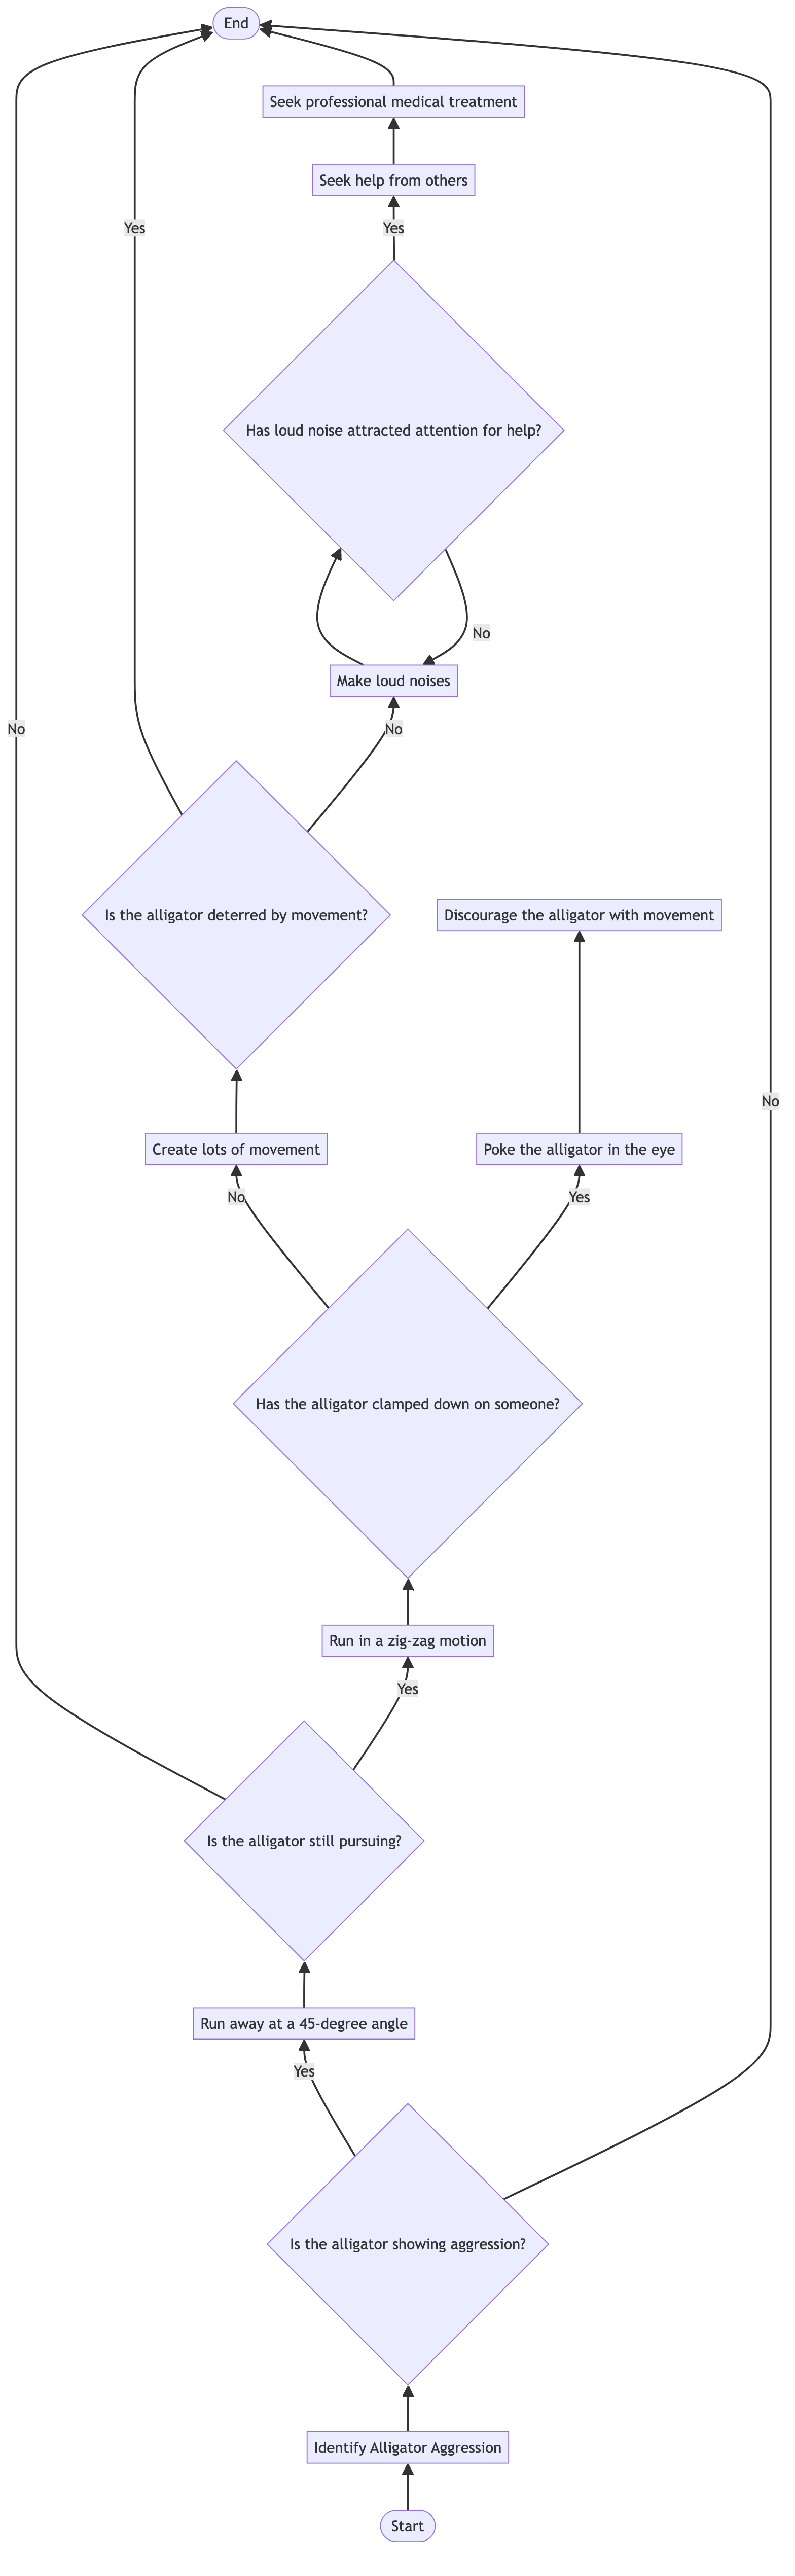 End
Seek professional medical treatment
Seek help from others
Yes
Yes
Has loud noise attracted attention for help?
No
Make loud noises
No
No
Is the alligator deterred by movement?
Discourage the alligator with movement
No
Create lots of movement
Poke the alligator in the eye
No
Yes
Has the alligator clamped down on someone?
Run in a zig-zag motion
Yes
Is the alligator still pursuing?
Run away at a 45-degree angle
Yes
Is the alligator showing aggression?
Identify Alligator Aggression
Start